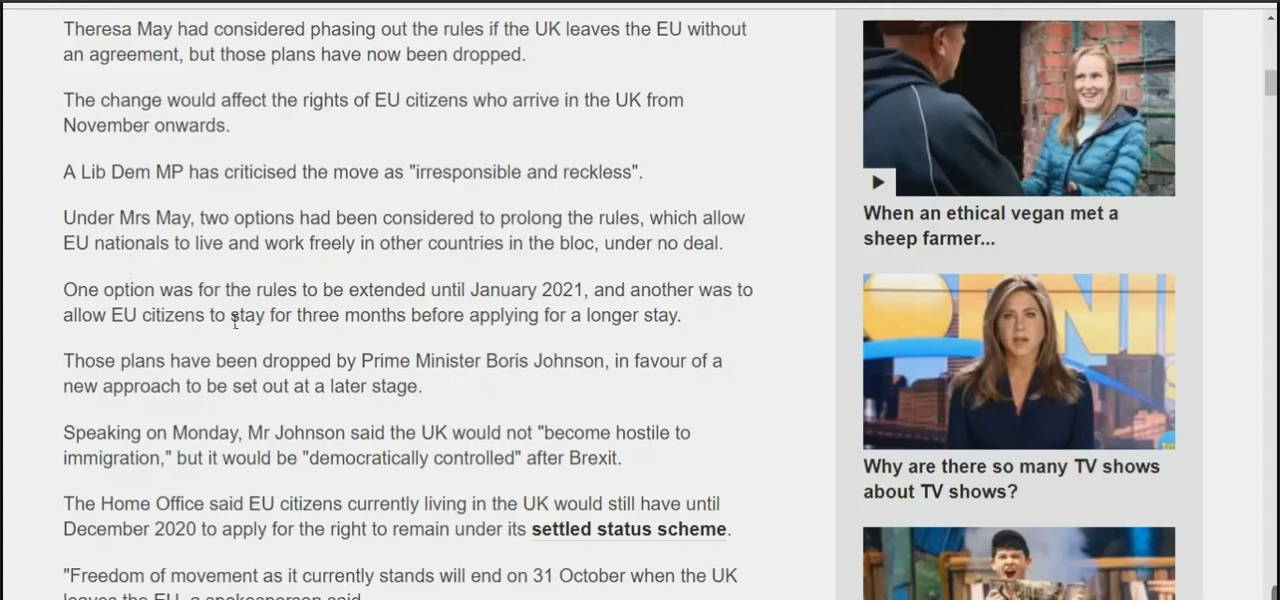 Theresa May had considered phasing out the rules if the UK leaves the EU without
an agreement, but those plans have now been dropped.
The change would affect the rights of EU citizens who arrive in the UK from
November onwards.
A Lib Dem MP has criticised the move as "irresponsible and reckless".
Under Mrs May, two options had been considered to prolong the rules, which allow
EU nationals to live and work freely in other countries in the bloc, under no deal.
One option was for the rules to be extended until January 2021, and another was to
allow EU citizens to stay for three months before applying for a longer stay.
Those plans have been dropped by Prime Minister Boris Johnson, in favour of a
new approach to be set out at a later stage.
Speaking on Monday, Mr Johnson said the UK would not "become hostile to
immigration," but it would be "democratically controlled" after Brexit.
The Home Office said EU citizens currently living in the UK would still have until
December 2020 to apply for the right to remain under its settled status scheme.
"Freedom of movement as it currently stands will end on 31 October when the UK
leaves the EU, a spokesperson said
When an ethical vegan met a
sheep farmer...
Why are there so many TV shows
about TV shows?